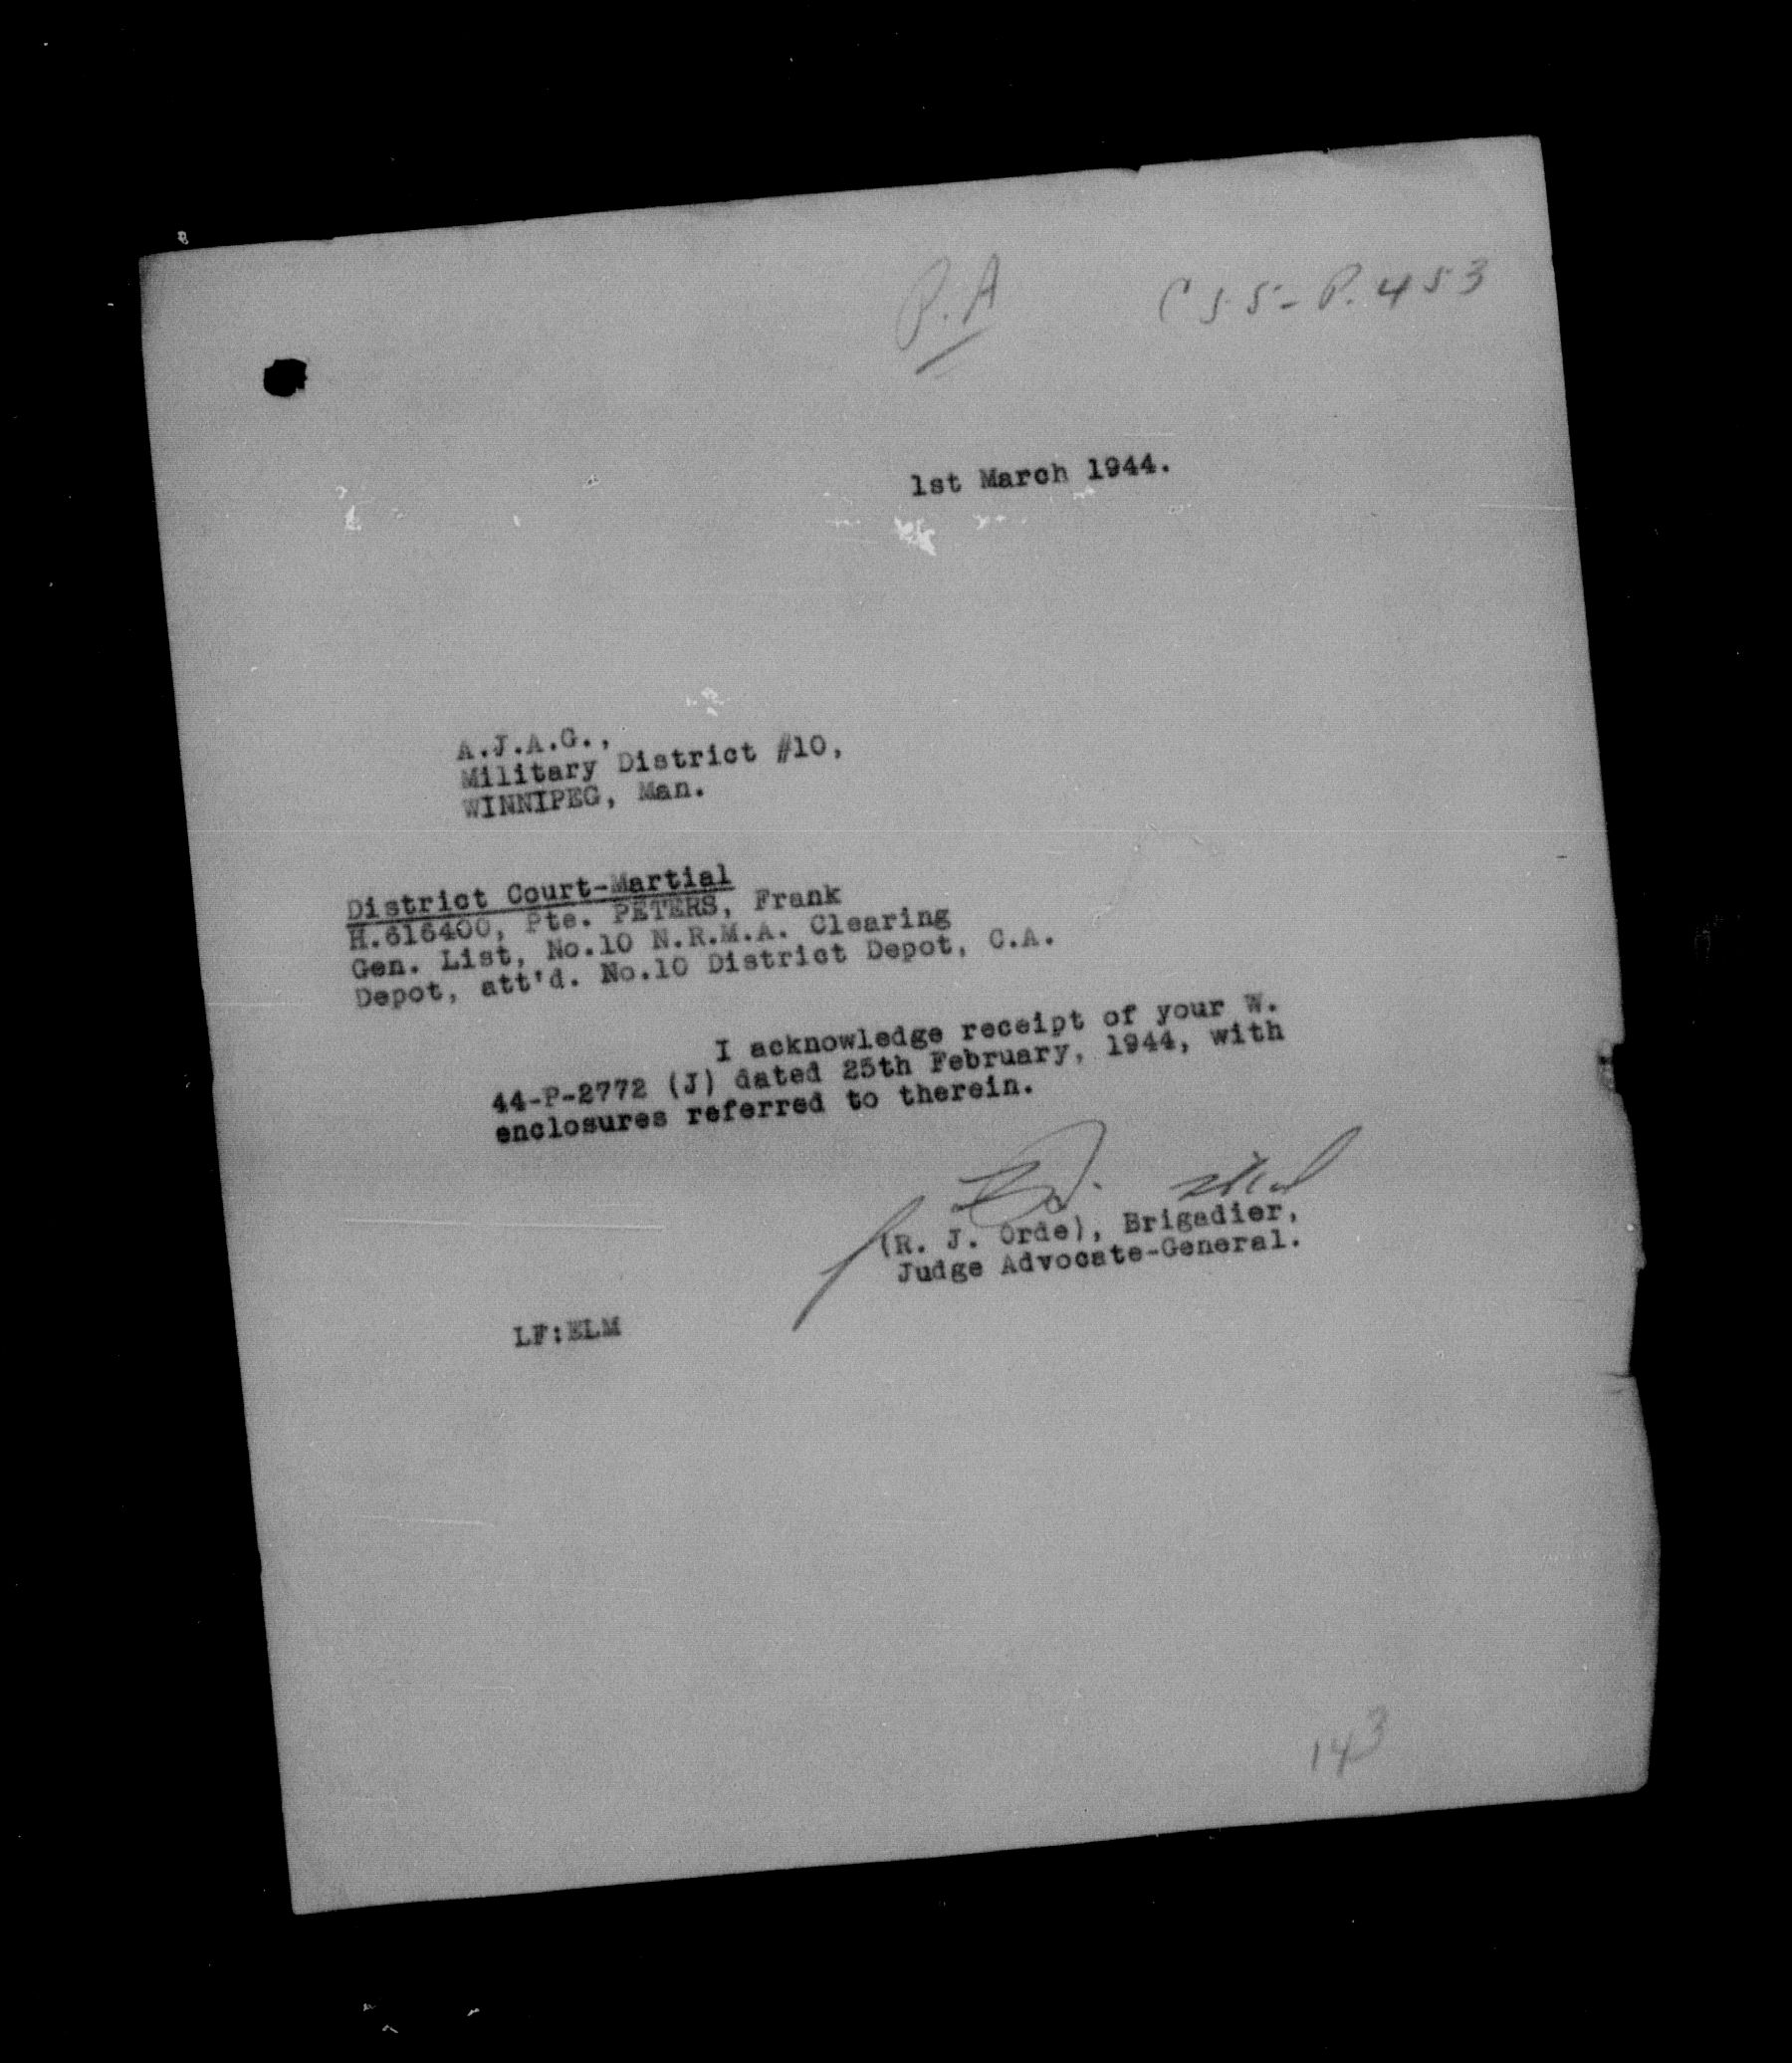 P.A
C 55-P.453
1st March 1944.
A.J.A.G.,
Military District #10,
WINNIPEG, Man.
District Court-Martial
H.616400, Pte. PETERS, Frank
Gen. List, No.10 N.R.M.A. Clearing
Depot, att'd. No.10 District Depot, C.A.
I acknowledge receipt of your W.
44-P-2772 (J) dated 25th February, 1944, with
enclosures referred to therein.
(R. J. Orde), Brigadier,
Judge Advocate-General.
LF:ELM
143